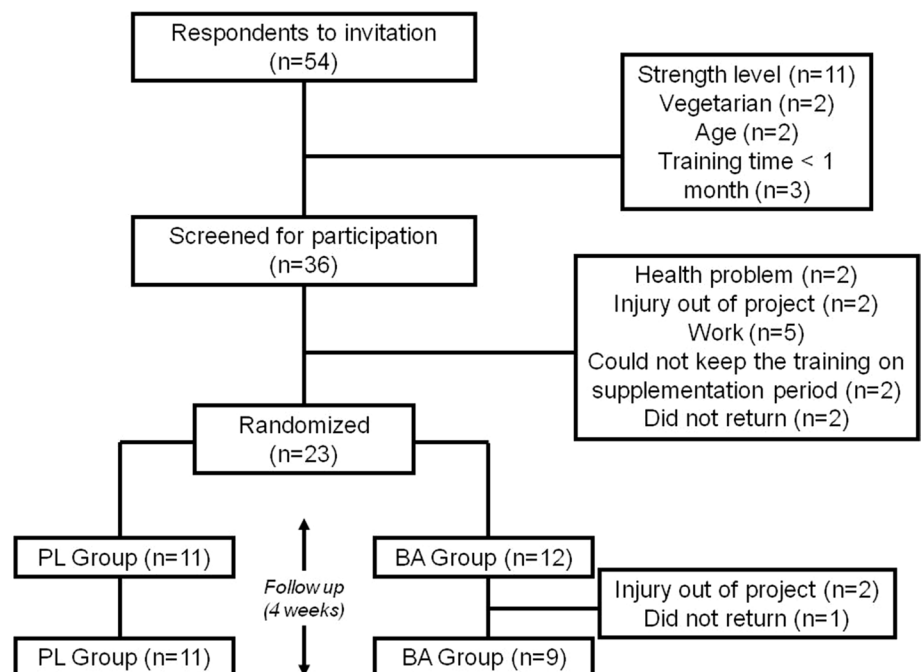 Respondents to invitation
(n=54)
Strength level (n=11)
Vegetarian (n=2)
Age (n=2)
Training time < 1
month (n=3)
Screened for participation
(n=36)
Health problem (n=2)
Injury out of project (n=2)
Work (n=5)
Could not keep the training on
supplementation period (n=2)
Did not return (n=2)
Randomized
(n=23)
PL Group (n=11)
BA Group (n=12)
Follow up
(4 weeks)
Injury out of project (n=2)
Did not return (n=1)
PL Group (n=11)
BA Group (n=9)